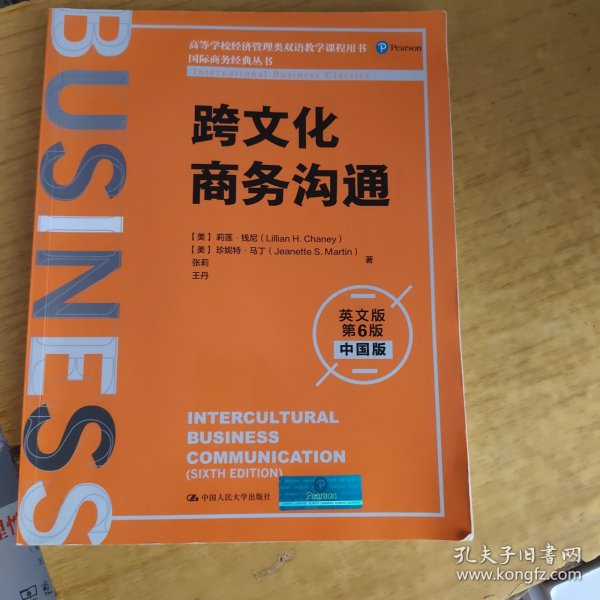 BUSINESS
高等学校经济管理类双语教学课程用书
国际商务经典丛书
International Business Classics
Pearson
跨文化
商务沟通
【美】莉莲·钱尼（Lillian H. Chaney）
【美】珍妮特·马丁（Jeanette S. Martin）
张莉
王丹
著
英文版
第6版
中国版
INTERCULTURAL
BUSINESS
COMMUNICATION
(SIXTH EDITION)
中国人民大学出版社
Pearson
孔夫子旧书网
www.kongfz.com